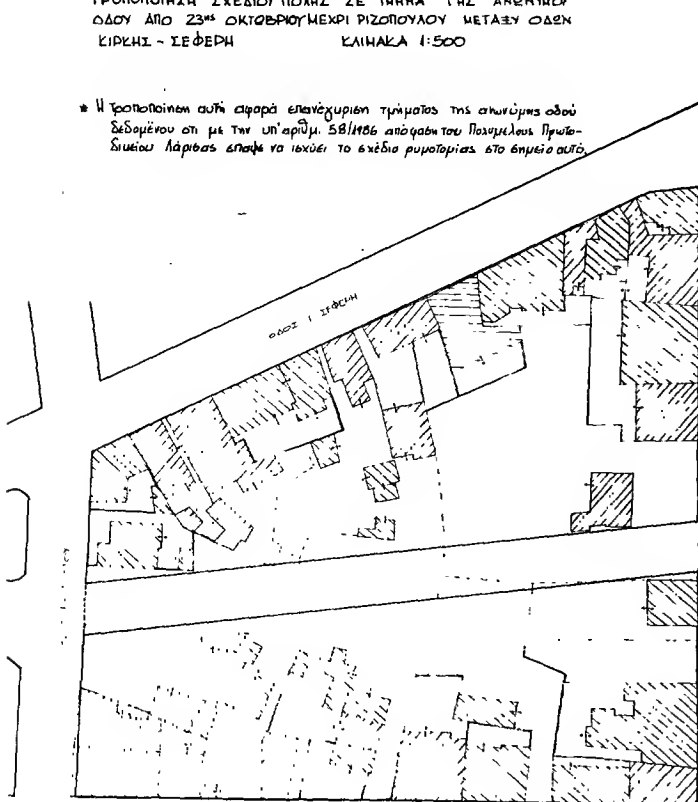 ΤΡΟΠΟΠΟΙΗΣΗ ΣΧΕΔΙΟΥ ΠΟΛΗΣ ΣΕ ΤΜΗΜΑ ΤΗΣ ΑΝΩΝΥΜΟΥ
ΟΔΟΥ ΑΠΟ 23ης ΟΚΤΩΒΡΙΟΥ ΜΕΧΡΙ ΡΙΖΟΠΟΥΛΟΥ ΜΕΤΑΞΥ ΟΔΩΝ
ΚΙΡΚΗΣ - ΣΕΦΕΡΗ ΚΛΙΜΑΚΑ 1:500
* Η τροποποίηση αυτή αφορά επανέγκριση τμήματος της ανωνύμης οδού
δεδομένου οτι με την υπ'αριθμ. 58/1986 απόφαση του Πολυμελούς Πρωτο-
δικείου Λάρισας έπαψε να ισχύει το σχέδιο ρυμοτομίας στο σημείο αυτό.
ΟΔΟΣ Γ ΣΕΦΕΡΗ